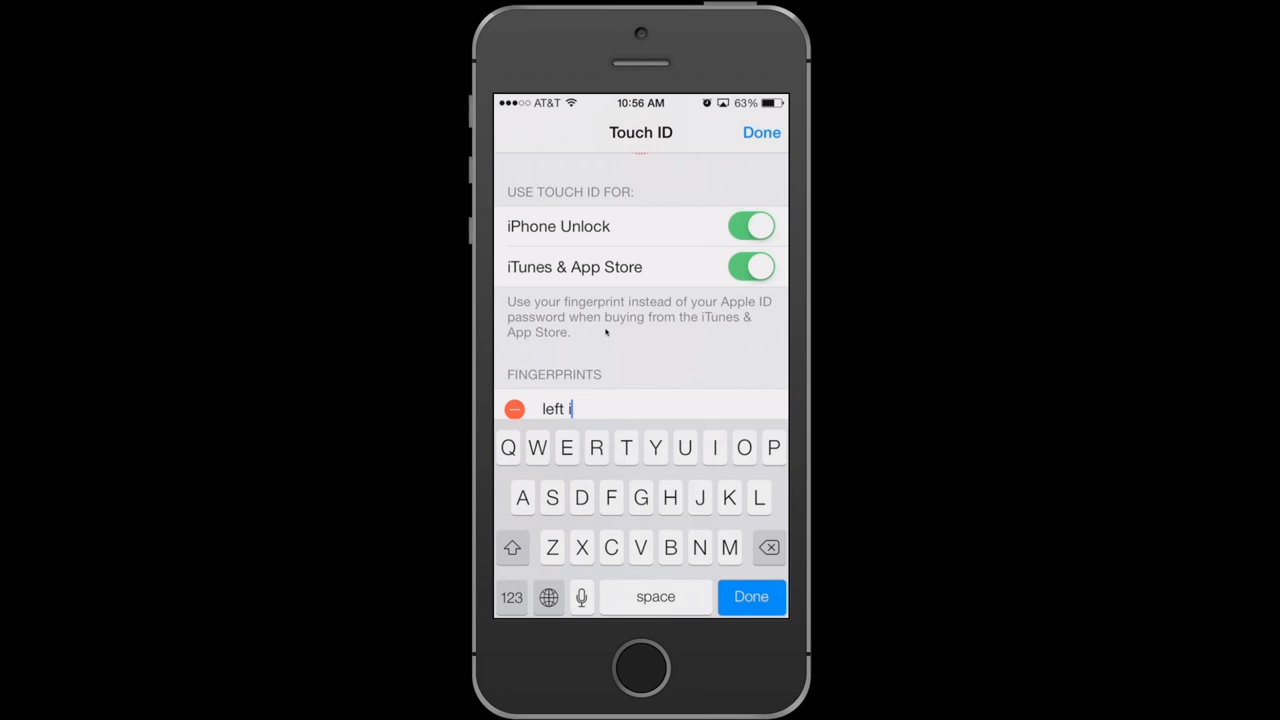 AT&T 10:56 AM 63%
Touch ID Done
USE TOUCH ID FOR:
iPhone Unlock
iTunes & App Store
Use your fingerprint instead of your Apple ID
password when buying from the iTunes &
App Store.
FINGERPRINTS
left i
Q W E R T Y U I O P
A S D F G H J K L
Z X C V B N M
123 space Done